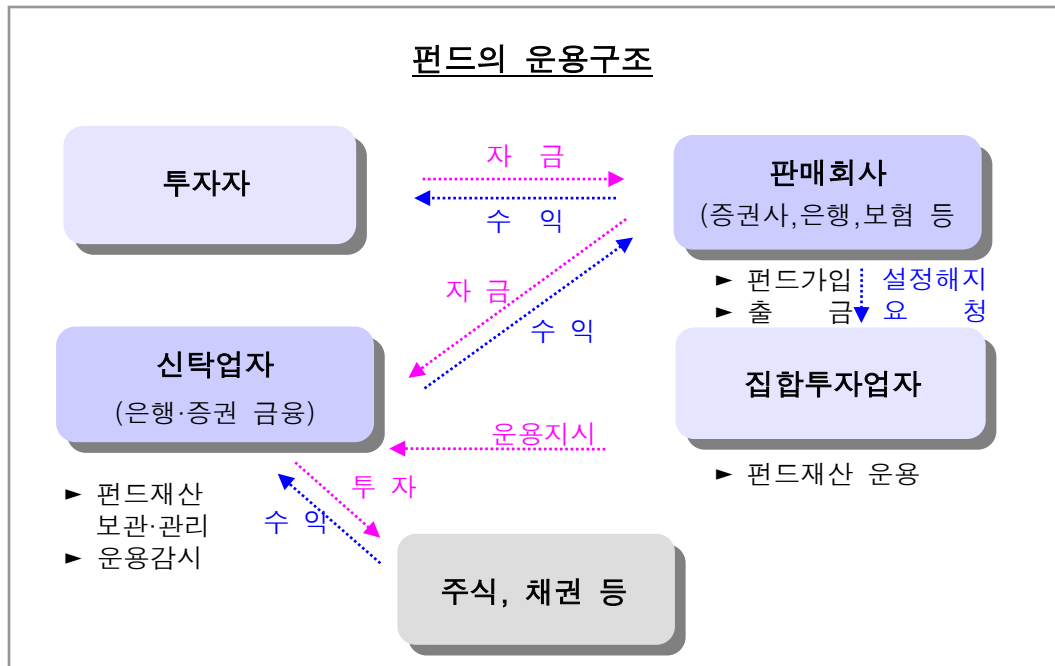 펀드의 운용구조
투자자
자 금
수 익
판매회사
(증권사,은행,보험 등
► 펀드가입
► 출 금
설정해지
요 청
자 금
수 익
신탁업자
(은행·증권 금융)
집합투자업자
운용지시
► 펀드재산 운용
► 펀드재산
보관·관리
► 운용감시
투 자
수 익
주식, 채권 등